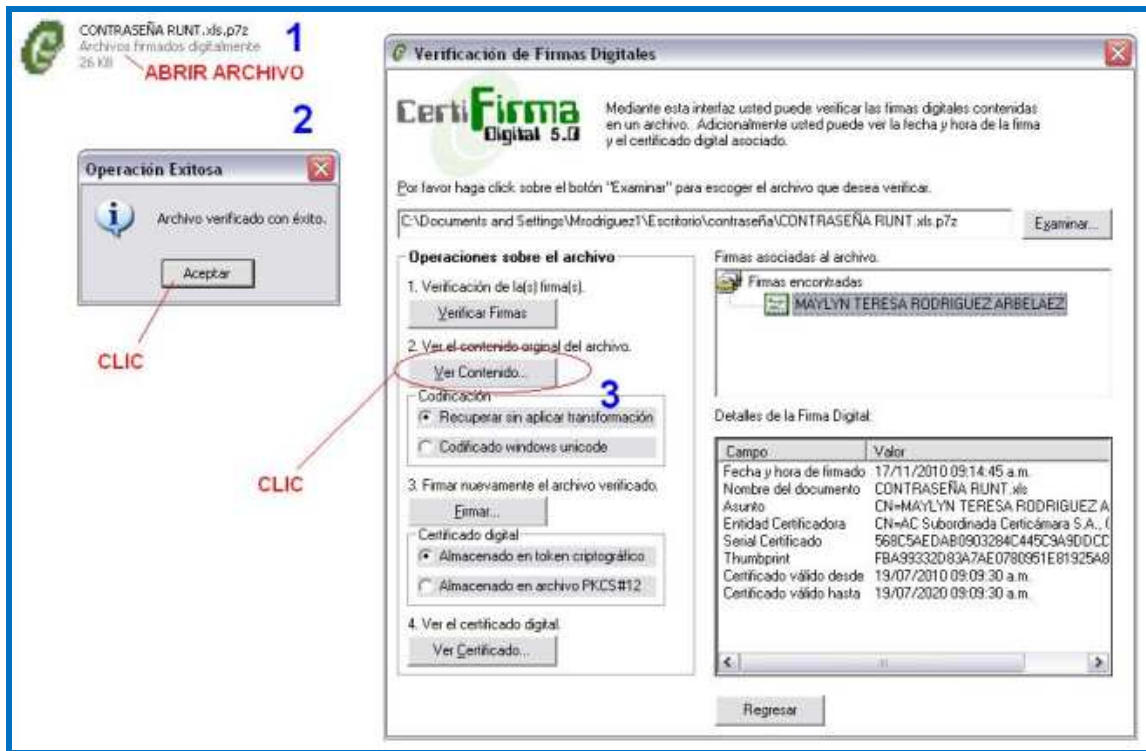 CONTRASEÑA RUNT.xls.p7z
Archivos firmados digitalmente
26 KB
1
ABRIR ARCHIVO
2
Operación Exitosa
Archivo verificado con éxito.
Aceptar
CLIC
Verificación de Firmas Digitales
CertiFirma
Digital 5.0
Mediante esta interfaz usted puede verificar las firmas digitales contenidas
en un archivo. Adicionalmente usted puede ver la fecha y hora de la firma
y el certificado digital asociado.
Por favor haga click sobre el botón "Examinar" para escoger el archivo que desea verificar.
C:\Documents and Settings\Mrodriguez1\Escritorio\contraseña\CONTRASEÑA RUNT.xls.p7z
Examinar...
Operaciones sobre el archivo
1. Verificación de la(s) firma(s).
Verificar Firmas
2. Ver el contenido orginal del archivo.
Ver Contenido...
3
CLIC
Codificación
Recuperar sin aplicar transformación
Codificado windows unicode
3. Firmar nuevamente el archivo verificado.
Firmar...
Certificado digital
Almacenado en token criptográfico
Almacenado en archivo PKCS#12
4. Ver el certificado digital.
Ver Certificado...
Firmas asociadas al archivo.
Firmas encontradas
MAYLYN TERESA RODRIGUEZ ARBELAEZ
Detalles de la Firma Digital:
Campo Valor
Fecha y hora de firmado 17/11/2010 09:14:45 a.m.
Nombre del documento CONTRASEÑA RUNT.xls
Asunto CN=MAYLYN TERESA RODRIGUEZ A
Entidad Certificadora CN=AC Subordinada Certicámara S.A., (
Serial Certificado 568C5AEDAB0903284C445C9A9DDCC
Thumbprint FBA99332D83A7AE0780951E81925A8
Certificado válido desde 19/07/2010 09:09:30 a.m.
Certificado válido hasta 19/07/2020 09:09:30 a.m.
Regresar